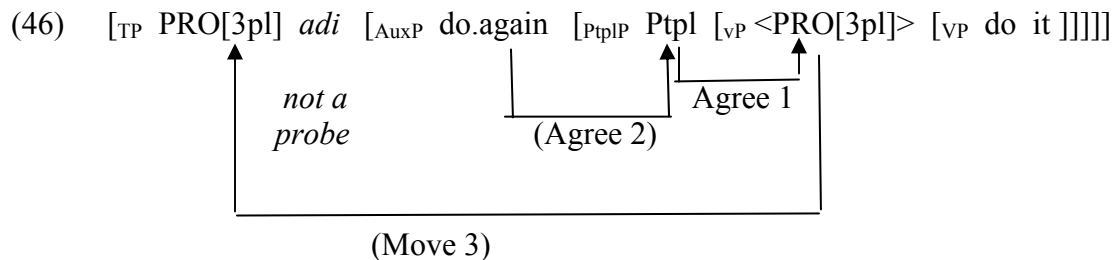 (46) [TP PRO[3pl] adi [AuxP do.again [PtplP Ptpl [vP <PRO[3pl]> [VP do it ]]]]]
not a Agree 1
probe (Agree 2)
(Move 3)